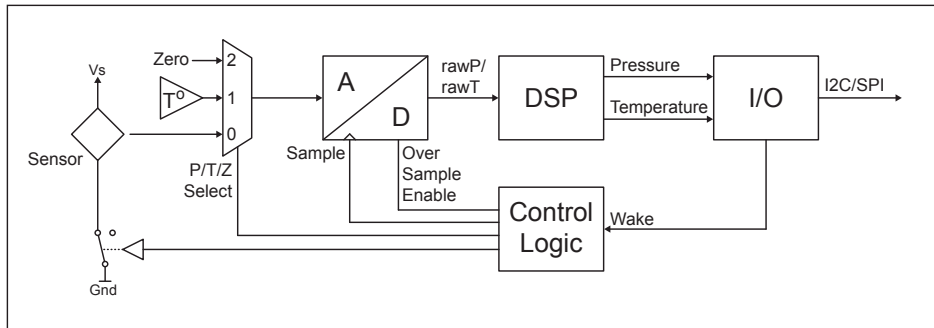 Zero
2
Vs
T°
1
0
Sensor
P/T/Z
Select
A
D
Sample
Over
Sample
Enable
rawP/
rawT
DSP
Pressure
Temperature
I/O
I2C/SPI
Control
Logic
Wake
Gnd